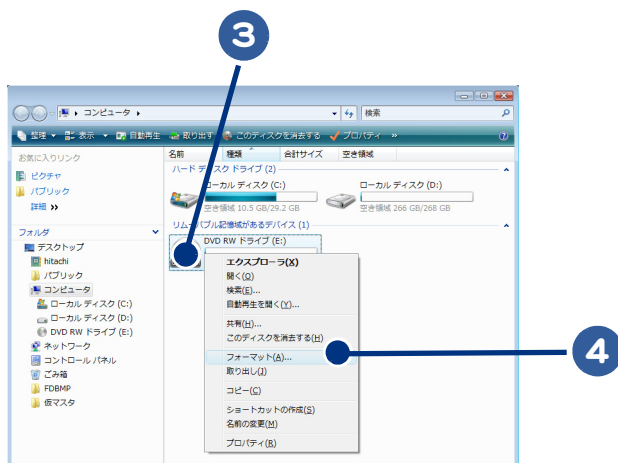 3
コンピュータ
検索
整理 表示 自動再生 取り出す このディスクを消去する プロパティ »
お気に入りリンク
ピクチャ
パブリック
詳細 »
フォルダ
デスクトップ
hitachi
パブリック
コンピュータ
ローカル ディスク (C:)
ローカル ディスク (D:)
DVD RW ドライブ (E:)
ネットワーク
コントロール パネル
ごみ箱
FDBMP
仮マスタ
名前 種類 合計サイズ 空き領域
ハード ディスク ドライブ (2)
ローカル ディスク (C:)
空き領域 10.5 GB/29.2 GB
ローカル ディスク (D:)
空き領域 266 GB/268 GB
リムーバブル記憶域があるデバイス (1)
DVD RW ドライブ (E:)
エクスプローラ(X)
開く(O)
検索(E)...
自動再生を開く(Y)...
共有(H)...
このディスクを消去する(H)
フォーマット(A)...
取り出し(J)
コピー(C)
ショートカットの作成(S)
名前の変更(M)
プロパティ(R)
4